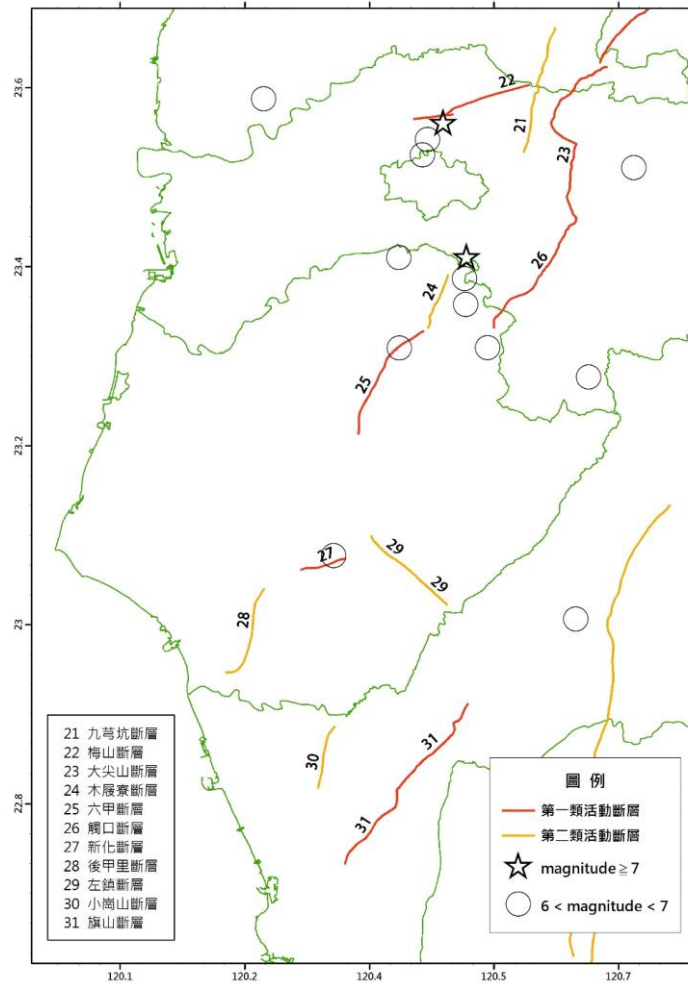 23.6
23.4
23.2
23
22.8
22
21
23
26
24
25
27
29
29
28
30
31
31
21 九芎坑斷層
22 梅山斷層
23 大尖山斷層
24 木屐寮斷層
25 六甲斷層
26 觸口斷層
27 新化斷層
28 後甲里斷層
29 左鎮斷層
30 小崗山斷層
31 旗山斷層
圖 例
第一類活動斷層
第二類活動斷層
magnitude ≧ 7
6 < magnitude < 7
120.1
120.2
120.4
120.5
120.7